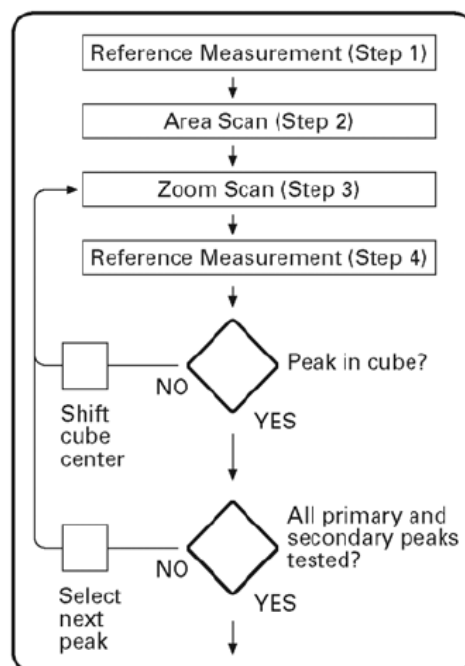 Reference Measurement (Step 1)
Area Scan (Step 2)
Zoom Scan (Step 3)
Reference Measurement (Step 4)
Peak in cube?
NO
YES
Shift
cube
center
All primary and
secondary peaks
tested?
NO
YES
Select
next
peak